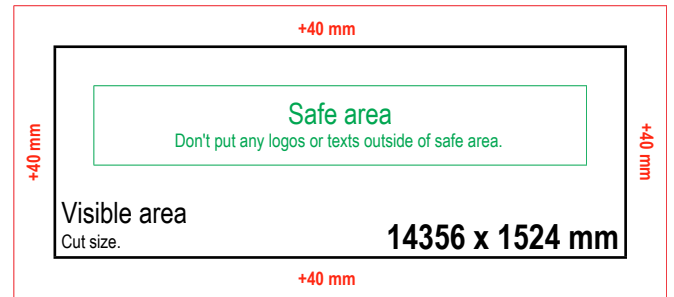 +40 mm
Safe area
Don't put any logos or texts outside of safe area.
+40 mm
+40 mm
Visible area
Cut size.
14356 x 1524 mm
+40 mm